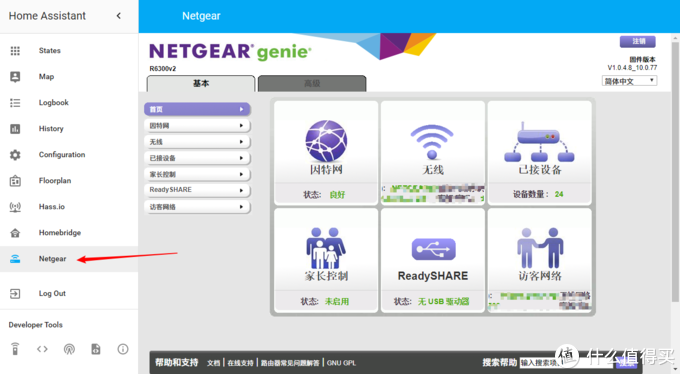 Home Assistant
States
Map
Logbook
History
Configuration
Floorplan
Hass.io
Homebridge
Netgear
Log Out
Developer Tools
Netgear
NETGEAR® genie®
R6300v2
注销
固件版本
V1.0.4.8_10.0.77
简体中文
基本
高级
首页
因特网
无线
已接设备
家长控制
ReadySHARE
访客网络
因特网
状态： 良好
无线
已接设备
设备数量： 24
家长控制
状态： 未启用
ReadySHARE
状态： 无 USB 驱动器
访客网络
帮助和支持 文档 | 在线支持 | 路由器常见问题解答 | GNU GPL
搜索帮助 输入搜索项
值 什么值得买